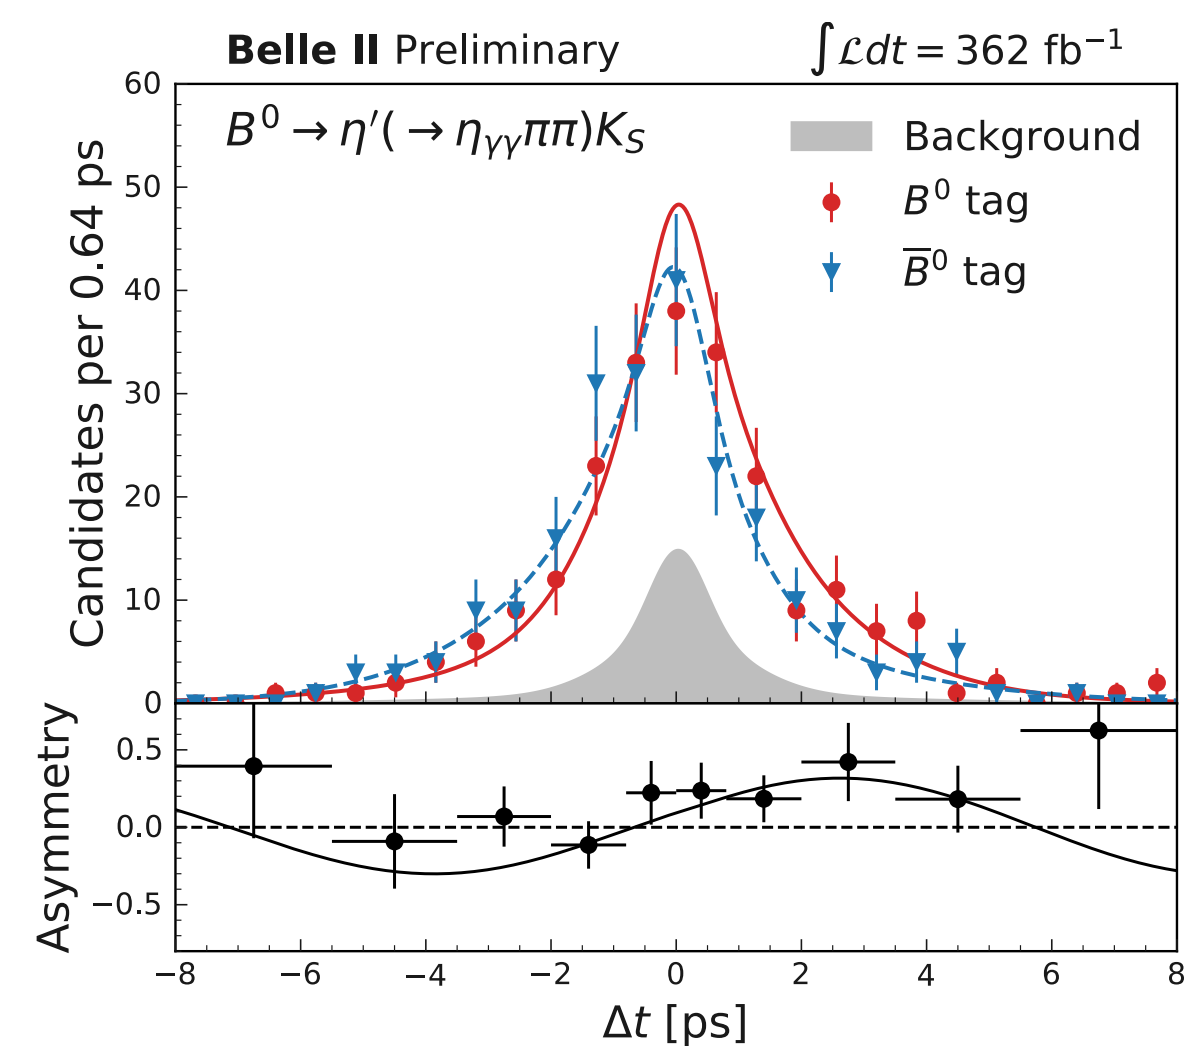 Belle II Preliminary
∫ℒdt = 362 fb⁻¹
B⁰ → η′(→ η_γγ ππ)K_S
Background
B⁰ tag
B̅⁰ tag
Candidates per 0.64 ps
60
50
40
30
20
10
0
Asymmetry
0.5
0.0
−0.5
−8 −6 −4 −2 0 2 4 6 8
Δt [ps]